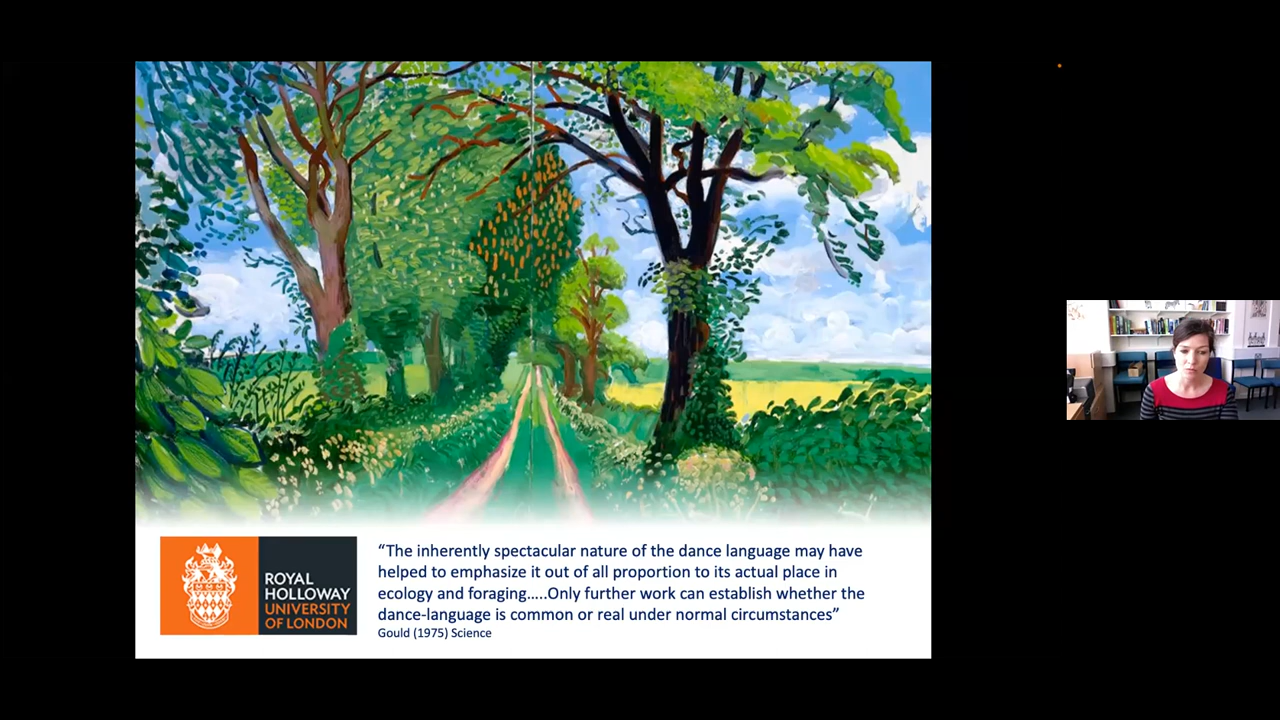 ROYAL
HOLLOWAY
UNIVERSITY
OF LONDON
“The inherently spectacular nature of the dance language may have
helped to emphasize it out of all proportion to its actual place in
ecology and foraging…..Only further work can establish whether the
dance-language is common or real under normal circumstances”
Gould (1975) Science